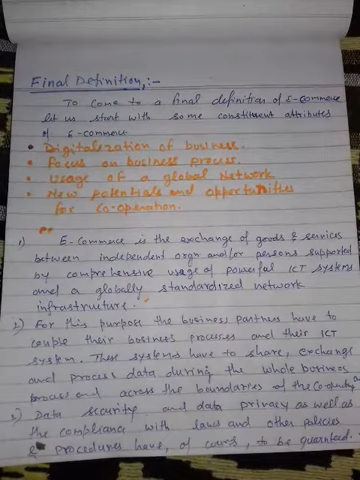 Final Definition,:-
To come to a final definition of E-Commerce
let us start with some constituent attributes
of E-commerce.
• Digitalization of business.
• Focus on business process.
• Usage of a global Network
• New potentials and opportunities
for Co-operation.
1) E-Commerce is the exchange of goods & services
between independent orgn and/or persons supported
by comprehensive usage of powerful ICT system
and a globally standardized network
infrastructure.
2) For this purpose the business partners have to
couple their business processes and their ICT
system. These systems have to share, exchange
and process data during the whole business
process and across the boundaries of the
3) Data security and data privacy as well as
the compliance with laws and other policies
& procedures have, of cours, to be guranteed.